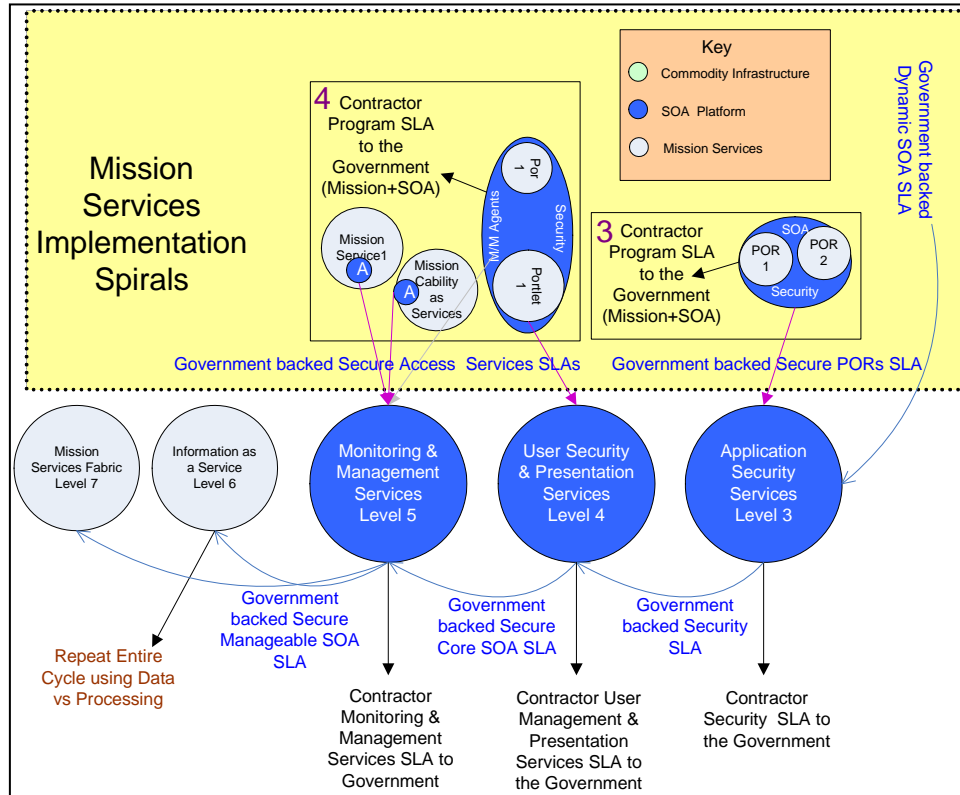 Mission
Services
Implementation
Spirals
4
Contractor
Program SLA
to the
Government
(Mission+SOA)
Mission
Service1
A
Mission
Cability
as
Services
A
Por
1
M/M Agents
Security
Portlet
1
Key
Commodity Infrastructure
SOA Platform
Mission Services
3
Contractor
Program SLA
to the
Government
(Mission+SOA)
SOA
POR
1
POR
2
Security
Government backed
Dynamic SOA SLA
Government backed Secure Access Services SLAs
Government backed Secure PORs SLA
Mission
Services Fabric
Level 7
Information as
a Service
Level 6
Monitoring &
Management
Services
Level 5
User Security
& Presentation
Services
Level 4
Application
Security
Services
Level 3
Government
backed Secure
Manageable SOA
SLA
Government
backed Secure
Core SOA SLA
Government
backed Security
SLA
Repeat Entire
Cycle using Data
vs Processing
Contractor
Monitoring &
Management
Services SLA to
Government
Contractor User
Management &
Presentation
Services SLA to
the Government
Contractor
Security SLA to
the Government